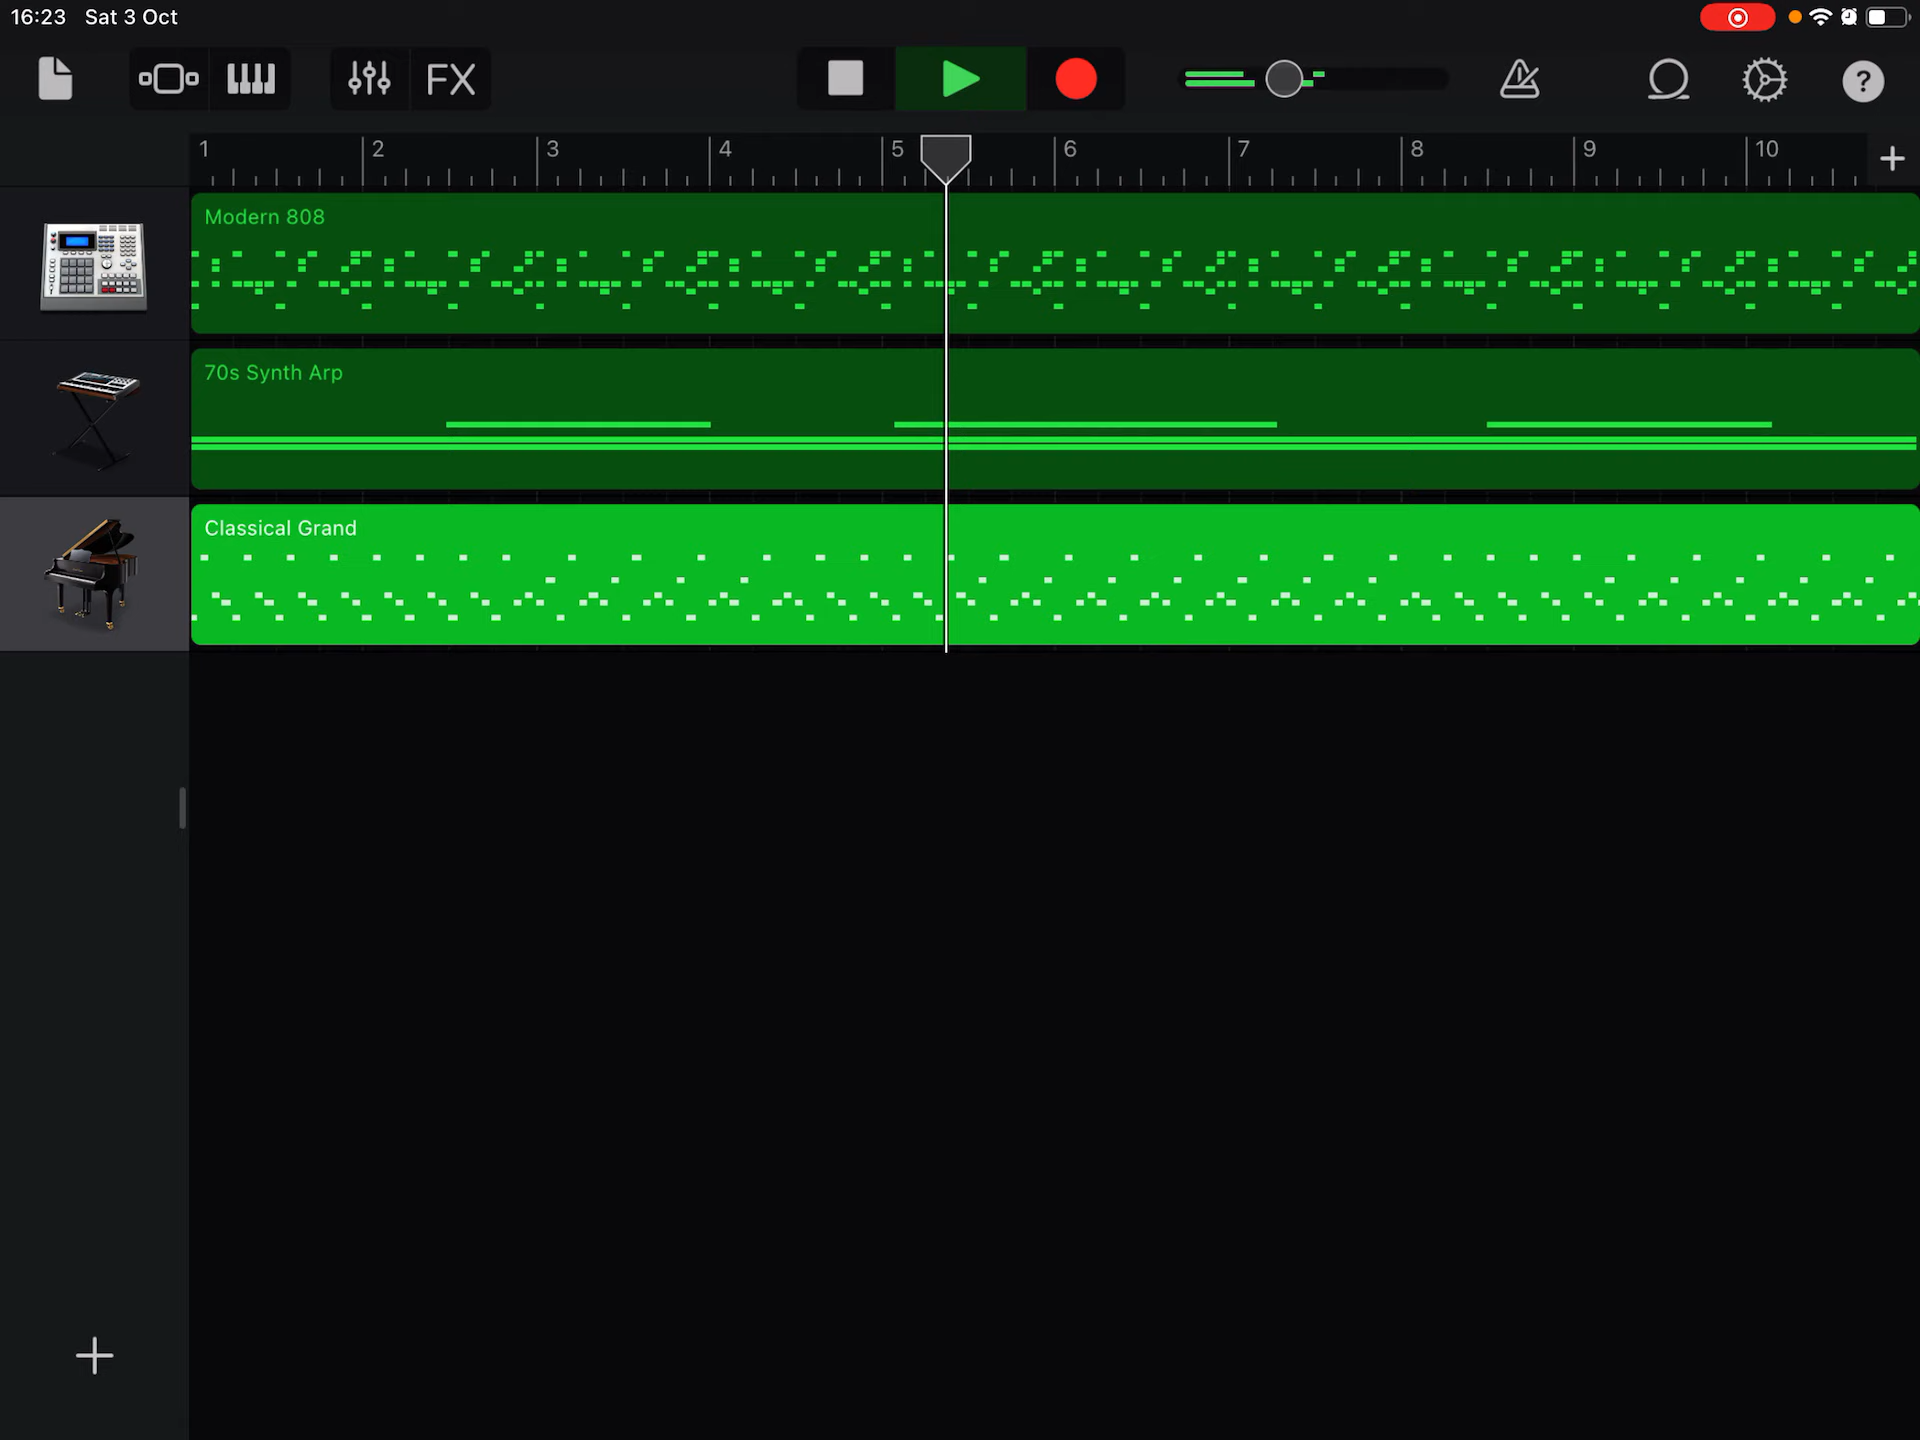 16:23 Sat 3 Oct
FX
?
1 2 3 4 5 6 7 8 9 10
Modern 808
70s Synth Arp
Classical Grand